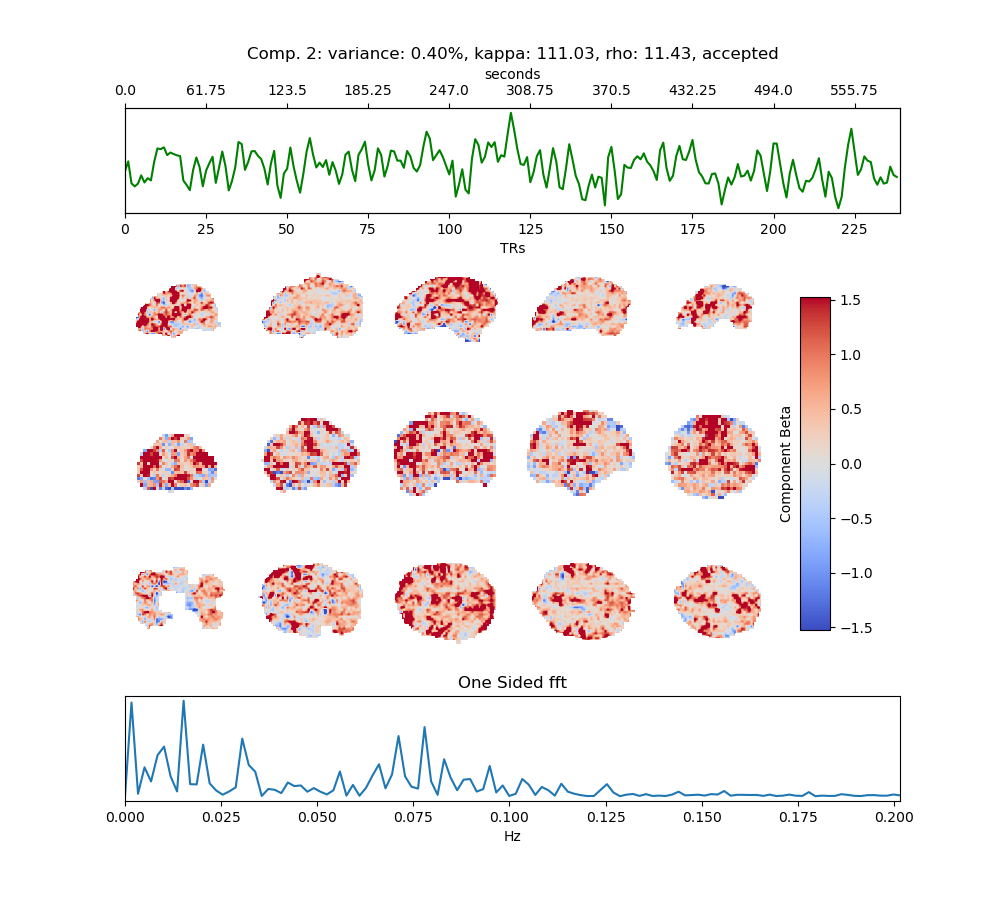 Comp. 2: variance: 0.40%, kappa: 111.03, rho: 11.43, accepted
seconds
0.0 61.75 123.5 185.25 247.0 308.75 370.5 432.25 494.0 555.75
0 25 50 75 100 125 150 175 200 225
TRs
1.5
1.0
0.5
0.0
−0.5
−1.0
−1.5
Component Beta
One Sided fft
0.000 0.025 0.050 0.075 0.100 0.125 0.150 0.175 0.200
Hz